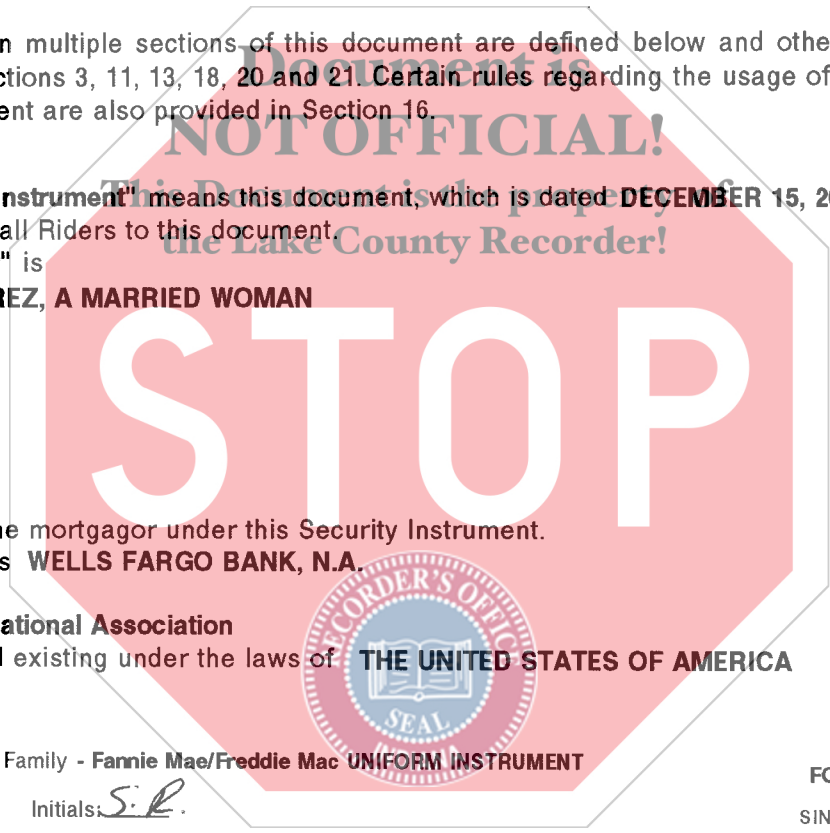 n multiple sections of this document are defined below and othe
ctions 3, 11, 13, 18, 20 and 21. Certain rules regarding the usage of
ent are also provided in Section 16.
Document is
NOT OFFICIAL!
This Document is the property of
the Lake County Recorder!
nstrument" means this document, which is dated DECEMBER 15, 20
all Riders to this document.
" is
REZ, A MARRIED WOMAN
STOP
he mortgagor under this Security Instrument.
s WELLS FARGO BANK, N.A.
ational Association
d existing under the laws of THE UNITED STATES OF AMERICA
RECORDER'S OFFICE
SEAL
INDIANA
Family - Fannie Mae/Freddie Mac UNIFORM INSTRUMENT
FO
Initials: S. R.
SIN